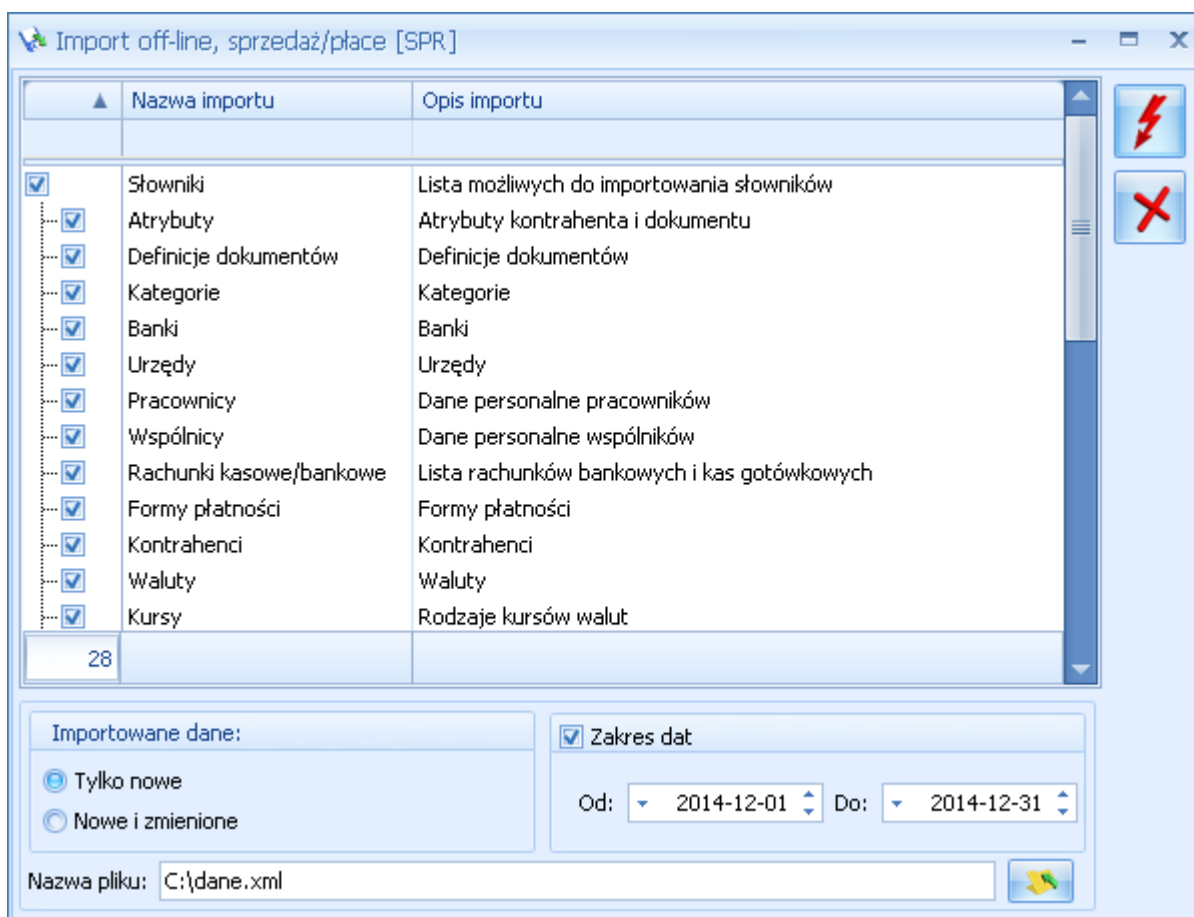 Import off-line, sprzedaż/płace [SPR]
Nazwa importu Opis importu
Słowniki Lista możliwych do importowania słowników
Atrybuty Atrybuty kontrahenta i dokumentu
Definicje dokumentów Definicje dokumentów
Kategorie Kategorie
Banki Banki
Urzędy Urzędy
Pracownicy Dane personalne pracowników
Wspólnicy Dane personalne wspólników
Rachunki kasowe/bankowe Lista rachunków bankowych i kas gotówkowych
Formy płatności Formy płatności
Kontrahenci Kontrahenci
Waluty Waluty
Kursy Rodzaje kursów walut
28
Importowane dane:
Tylko nowe
Nowe i zmienione
Zakres dat
Od: 2014-12-01 Do: 2014-12-31
Nazwa pliku: C:\dane.xml